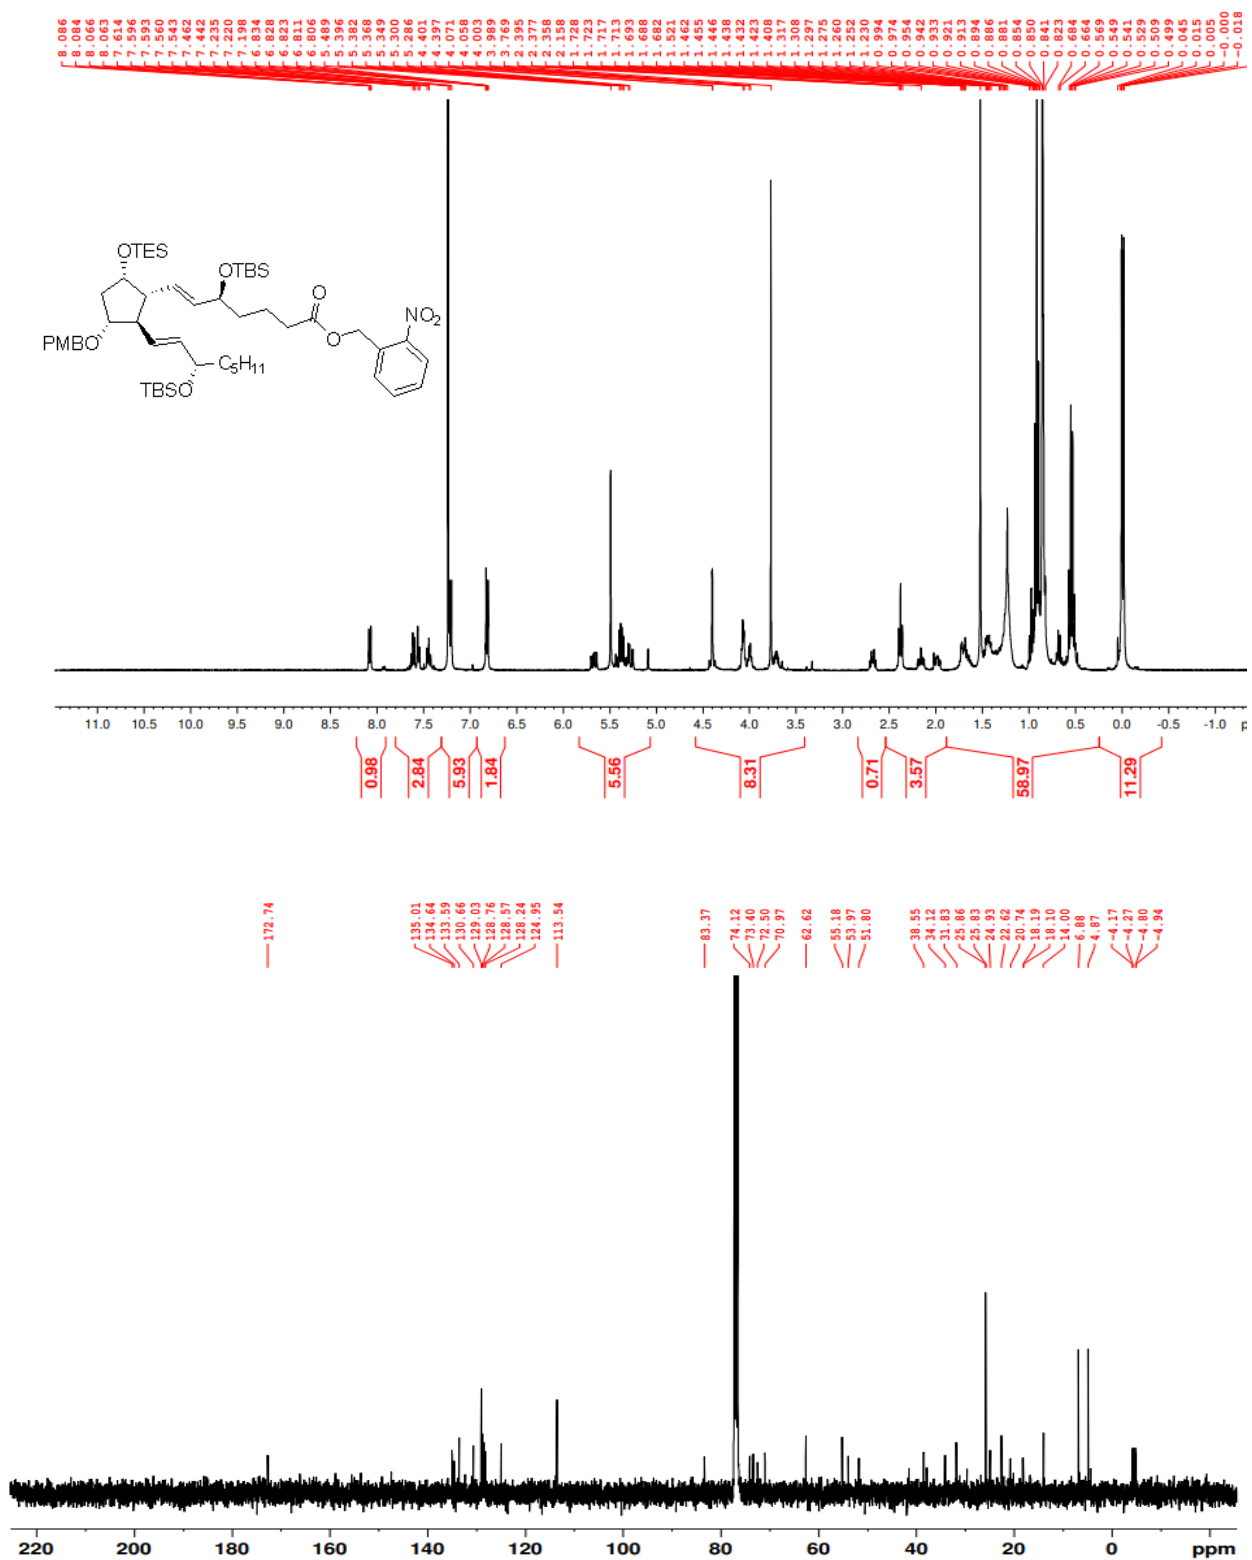 8.086 8.084 8.066 8.063 7.614 7.596 7.593 7.560 7.543 7.462 7.442 7.235 7.220 7.198 6.834 6.828 6.823 6.811 6.806 5.489 5.396 5.382 5.368 5.349 5.300 5.286 4.401 4.397 4.071 4.058 4.003 3.989 3.769 2.395 2.377 2.358 2.158 1.728 1.723 1.717 1.713 1.693 1.688 1.682 1.521 1.462 1.455 1.446 1.438 1.432 1.423 1.408 1.317 1.308 1.297 1.275 1.260 1.252 1.230 0.994 0.974 0.954 0.942 0.933 0.921 0.913 0.894 0.886 0.881 0.854 0.850 0.841 0.823 0.684 0.664 0.569 0.549 0.541 0.529 0.509 0.499 0.045 0.015 0.005 -0.000 -0.018
OTES
OTBS
O
NO2
O
PMBO
C5H11
TBSO
11.0 10.5 10.0 9.5 9.0 8.5 8.0 7.5 7.0 6.5 6.0 5.5 5.0 4.5 4.0 3.5 3.0 2.5 2.0 1.5 1.0 0.5 0.0 -0.5 -1.0
0.98 2.84 5.93 1.84 5.56 8.31 0.71 3.57 58.97 11.29
172.74 135.01 134.64 133.59 130.66 129.03 128.76 128.57 128.24 124.95 113.54 83.37 74.12 73.40 72.50 70.97 62.62 55.18 53.97 51.80 38.55 34.12 31.83 25.86 25.83 24.93 22.62 20.74 18.19 18.10 14.00 6.88 4.87 -4.17 -4.27 -4.80 -4.94
220 200 180 160 140 120 100 80 60 40 20 0 ppm